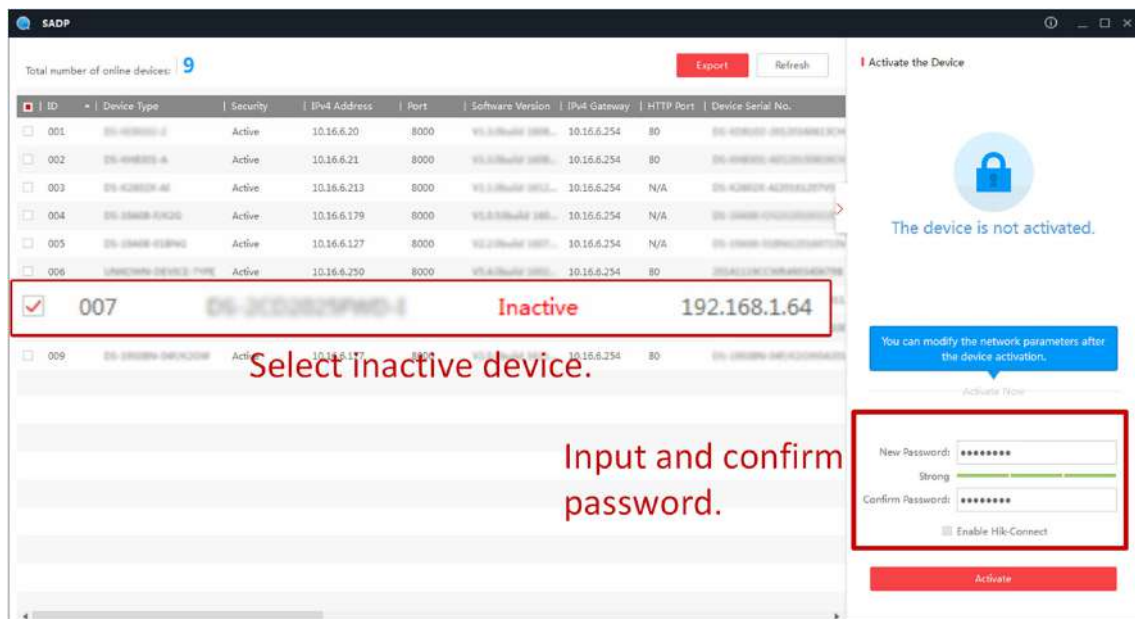 SADP
Total number of online devices: 9
Export
Refresh
ID Device Type Security IPv4 Address Port Software Version IPv4 Gateway HTTP Port Device Serial No.
001 Active 10.16.6.20 8000 10.16.6.254 80
002 Active 10.16.6.21 8000 10.16.6.254 80
003 Active 10.16.6.213 8000 10.16.6.254 N/A
004 Active 10.16.6.179 8000 10.16.6.254 N/A
005 Active 10.16.6.127 8000 10.16.6.254 N/A
006 UNKOWN-DEVICE-TYPE Active 10.16.6.250 8000 10.16.6.254 80
007 Inactive 192.168.1.64
009 Active 8000 10.16.6.254 80
Select inactive device.
Input and confirm
password.
Activate the Device
The device is not activated.
You can modify the network parameters after
the device activation.
Activate Now
New Password: ●●●●●●●●
Strong
Confirm Password: ●●●●●●●●
Enable Hik-Connect
Activate